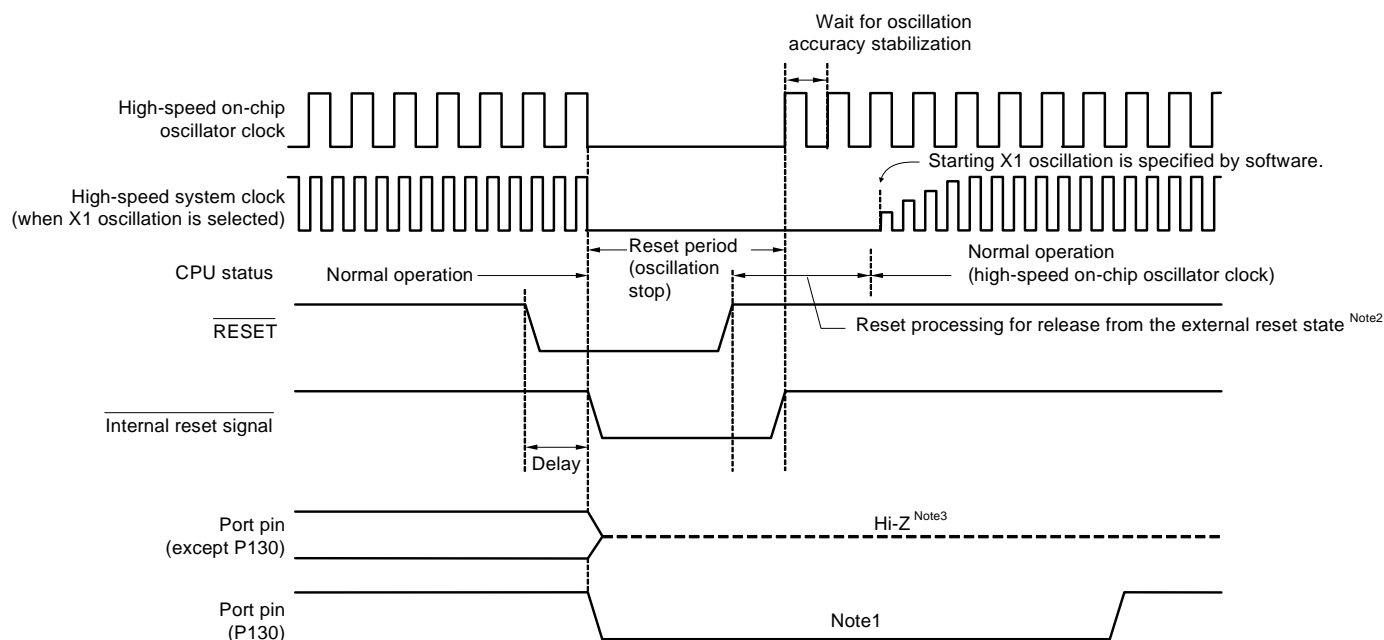 Wait for oscillation
accuracy stabilization
High-speed on-chip
oscillator clock
Starting X1 oscillation is specified by software.
High-speed system clock
(when X1 oscillation is selected)
CPU status
Normal operation
Reset period
(oscillation
stop)
Normal operation
(high-speed on-chip oscillator clock)
RESET
Reset processing for release from the external reset state Note2
Internal reset signal
Delay
Port pin
(except P130)
Hi-Z Note3
Port pin
(P130)
Note1